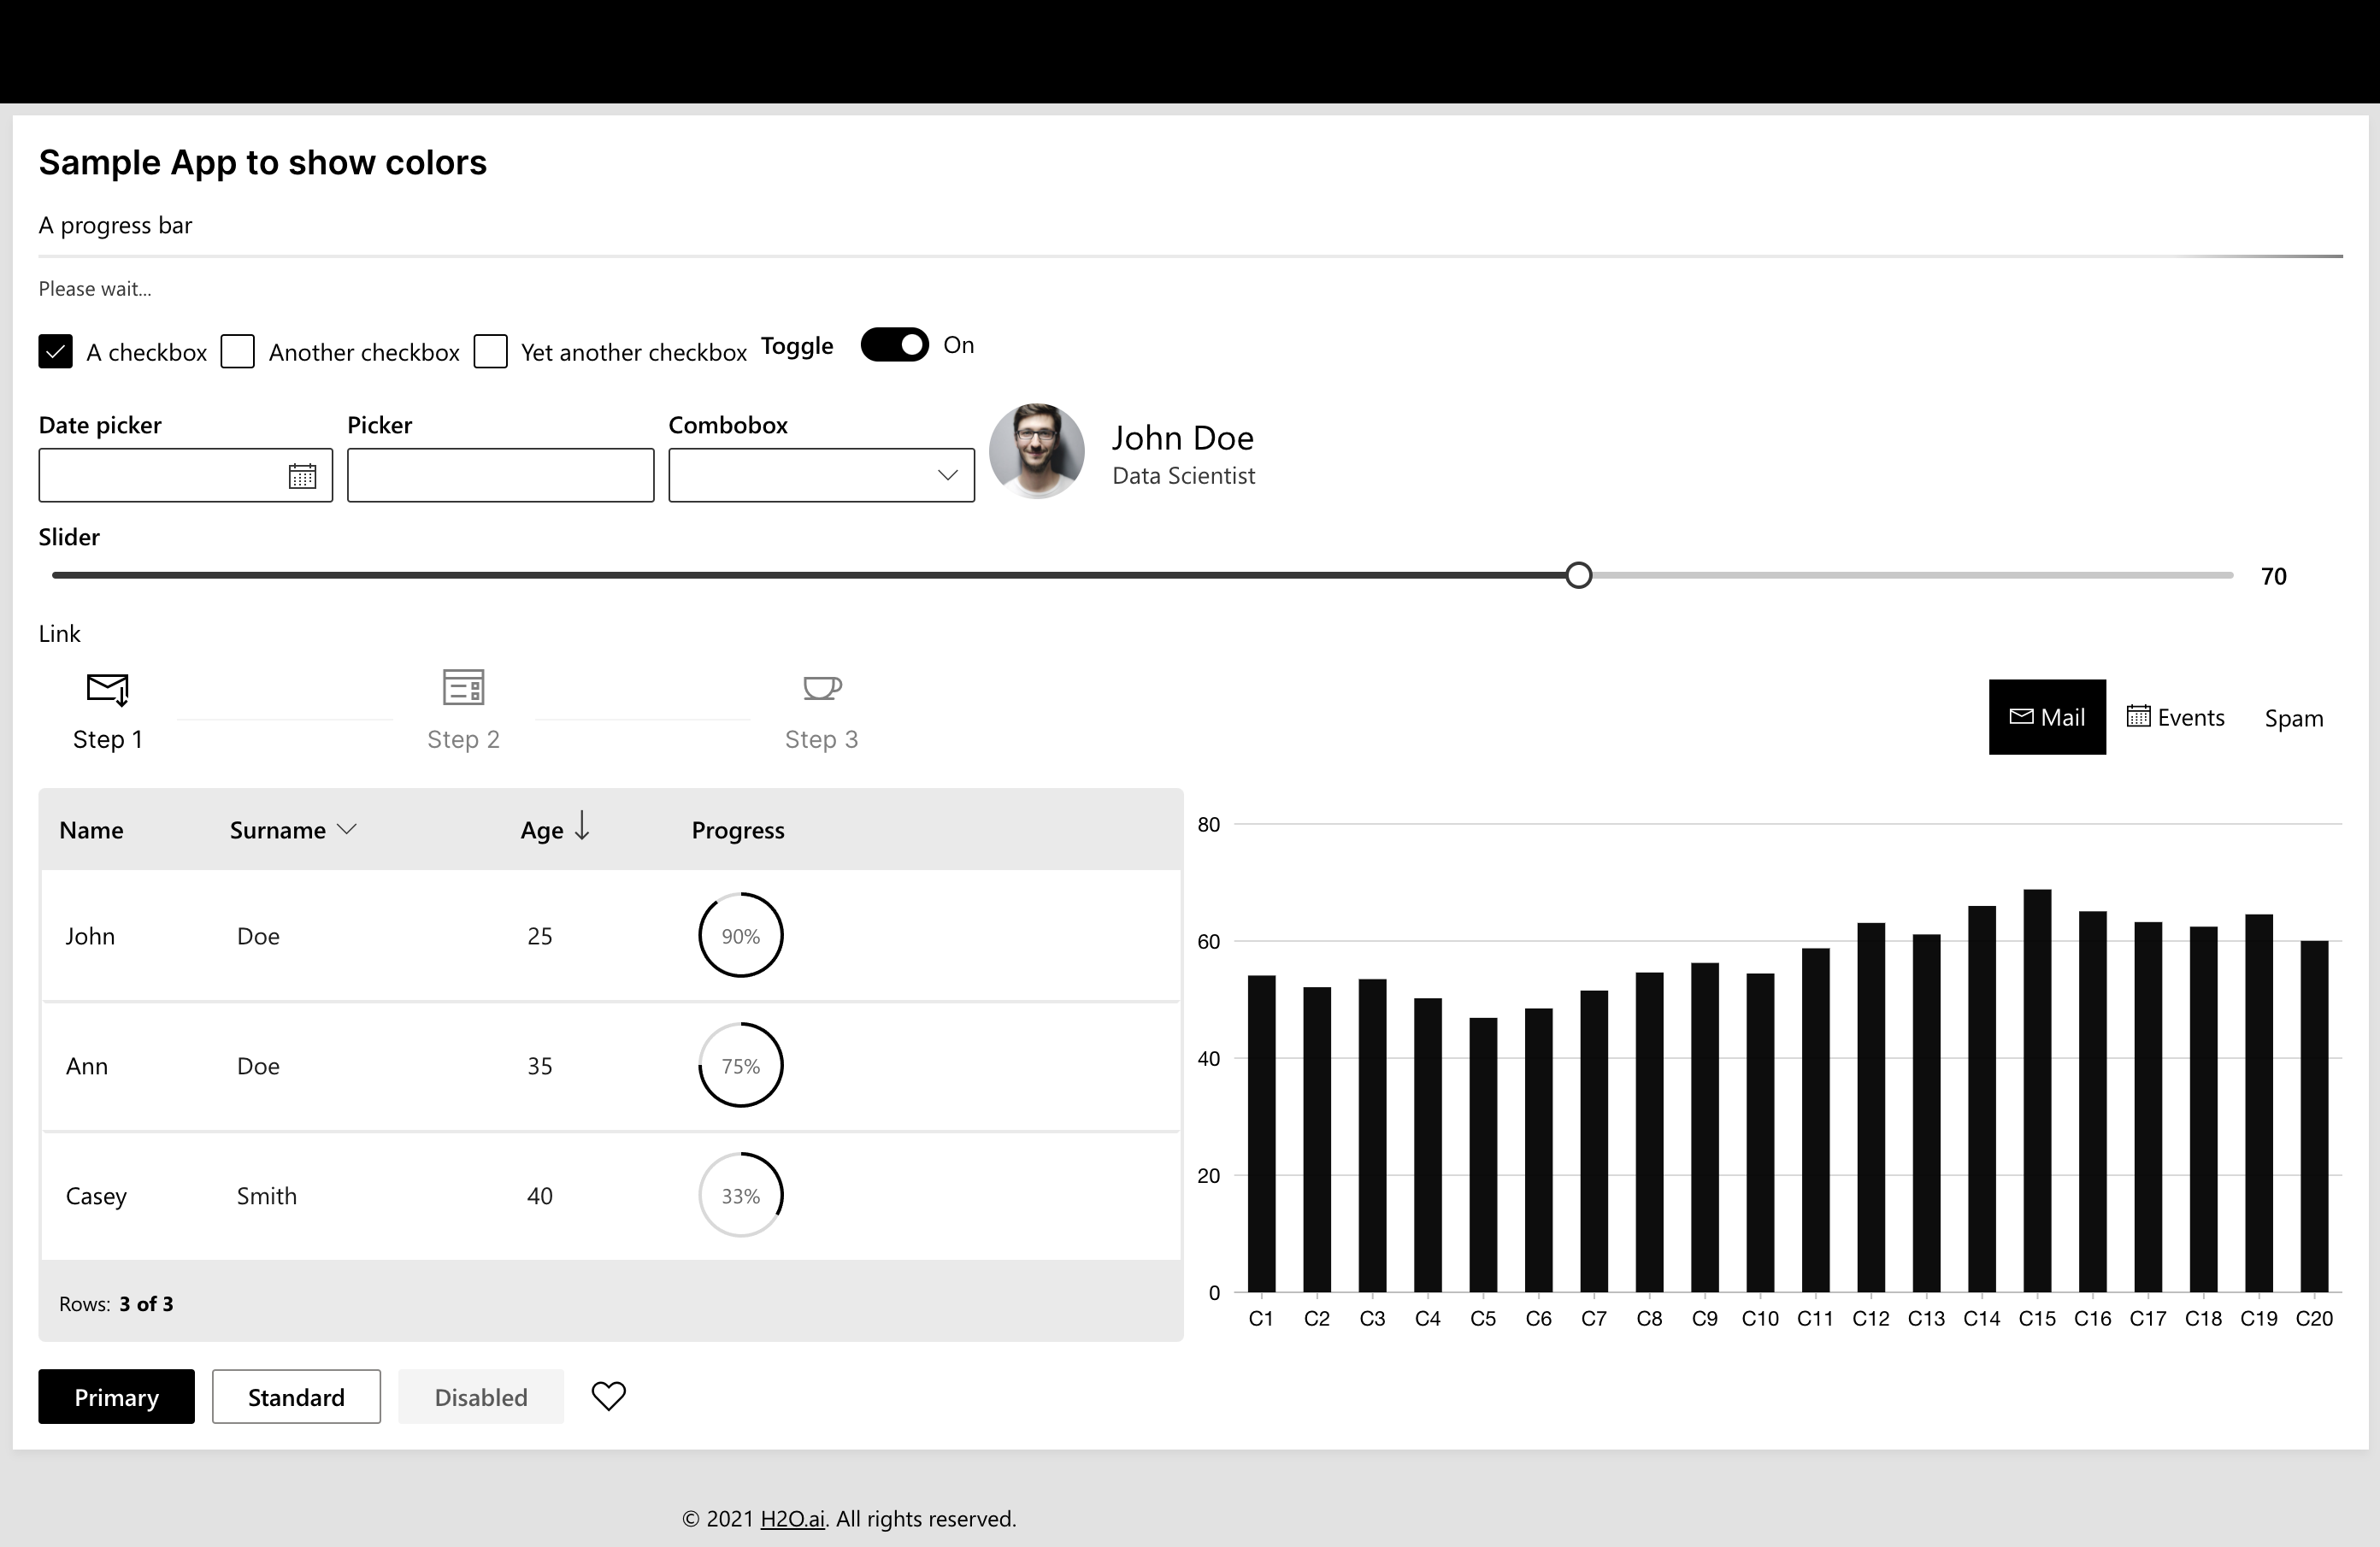 Sample App to show colors
A progress bar
Please wait...
A checkbox Another checkbox Yet another checkbox Toggle On
Date picker Picker Combobox
John Doe
Data Scientist
Slider
70
Link
Step 1 Step 2 Step 3
Mail Events Spam
Name Surname Age Progress
John Doe 25 90%
Ann Doe 35 75%
Casey Smith 40 33%
Rows: 3 of 3
80
60
40
20
0
C1 C2 C3 C4 C5 C6 C7 C8 C9 C10 C11 C12 C13 C14 C15 C16 C17 C18 C19 C20
Primary Standard Disabled
© 2021 H2O.ai. All rights reserved.